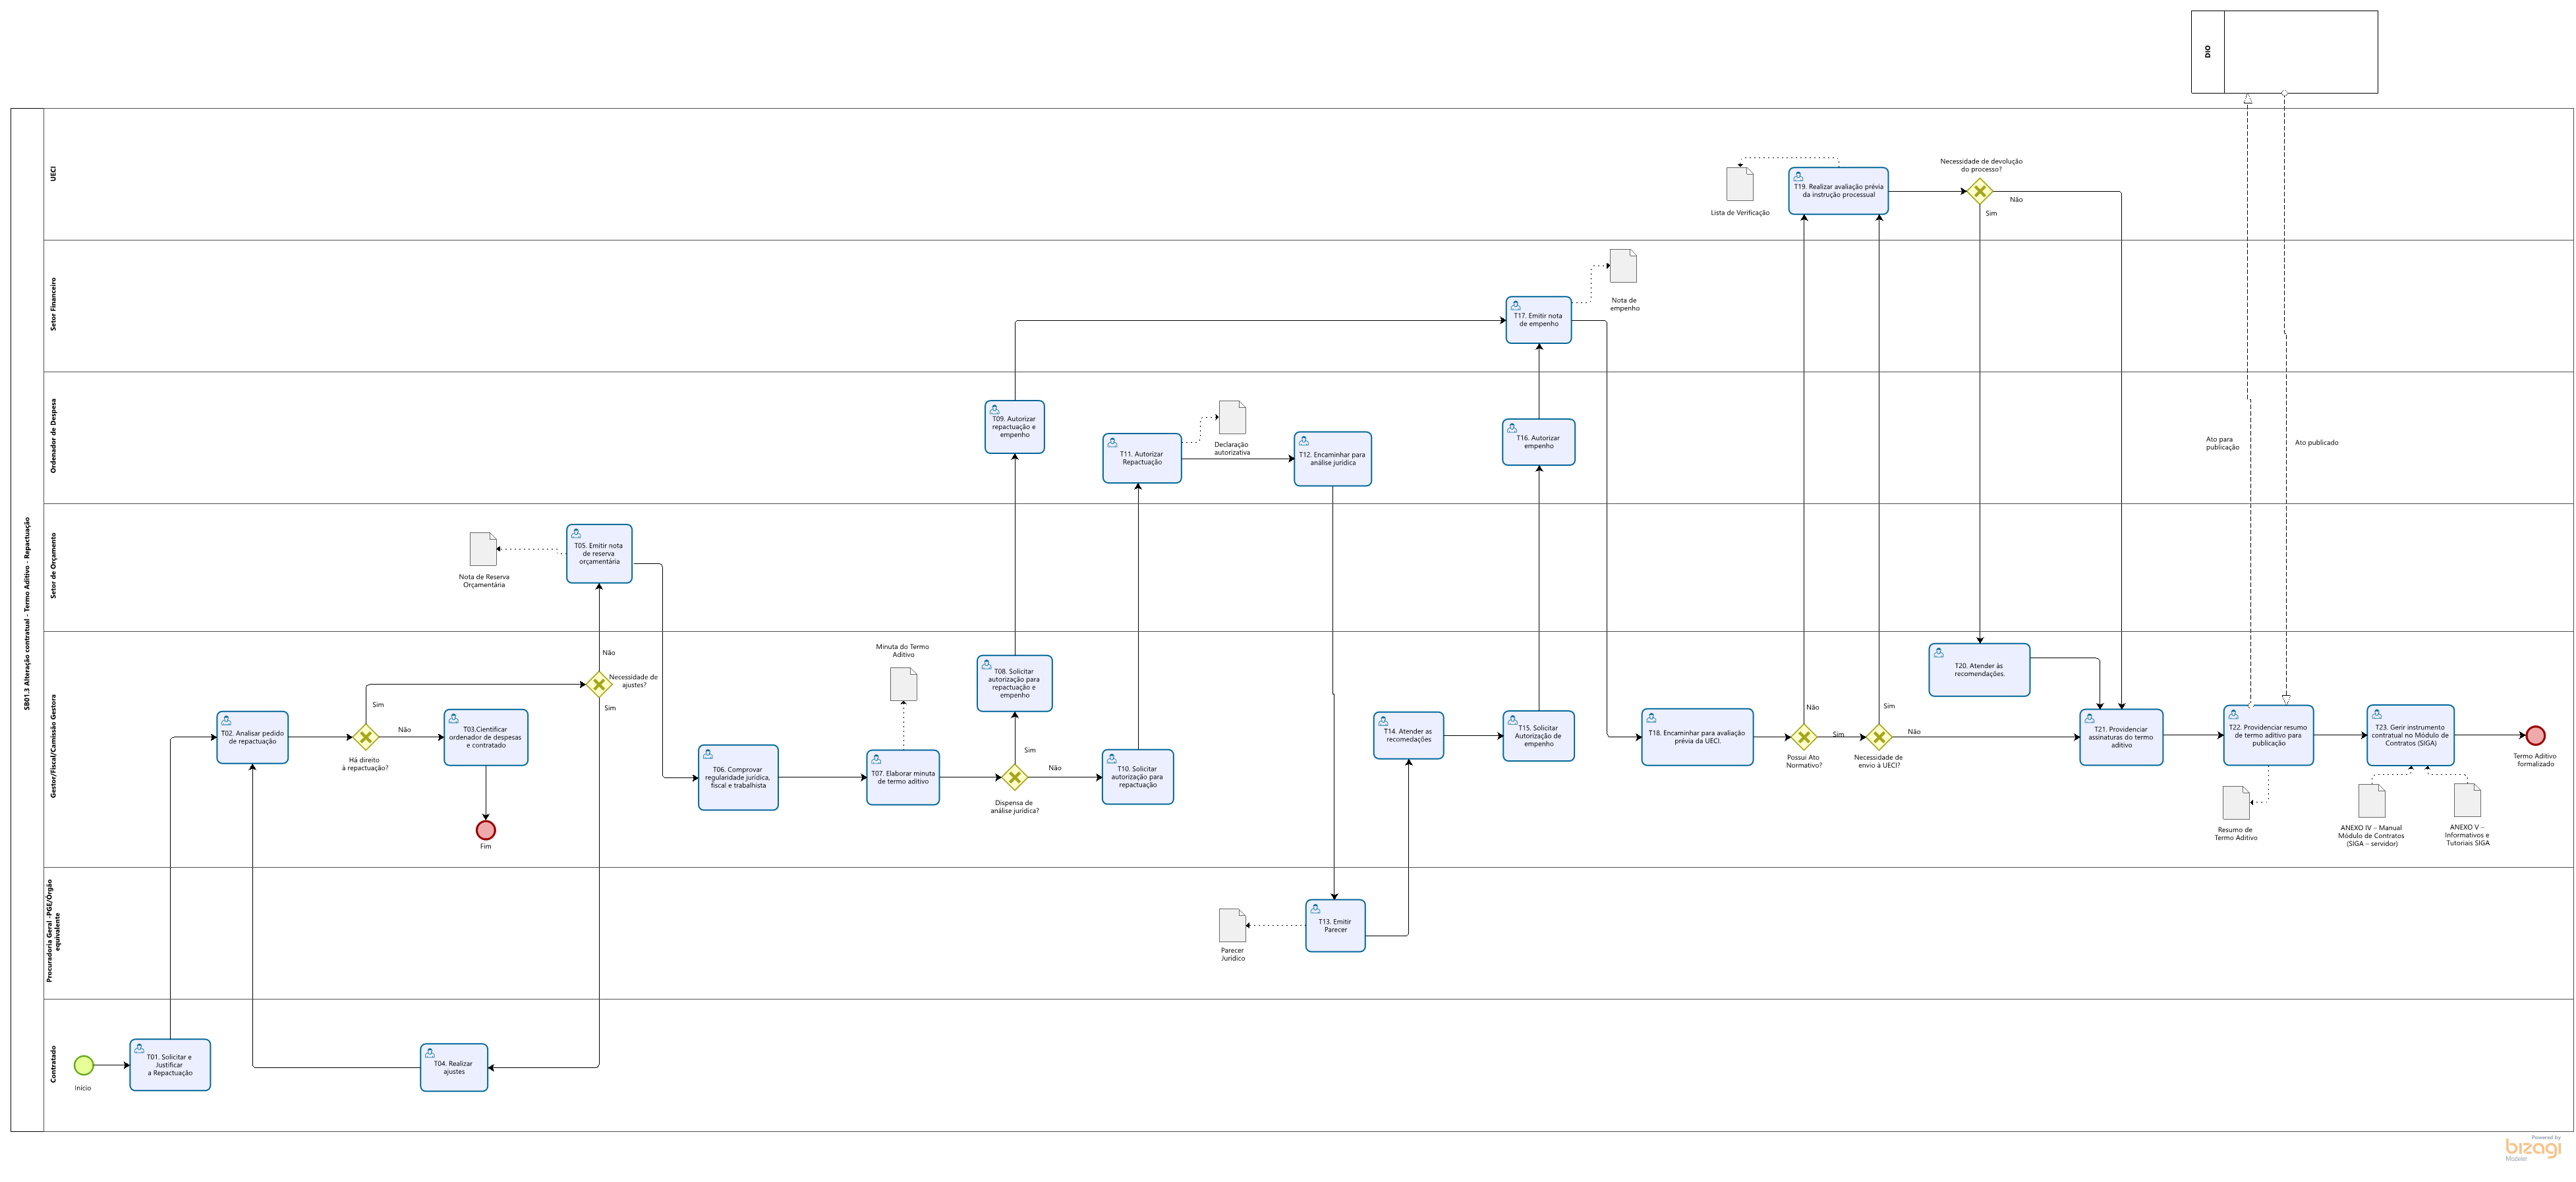 DIO
SB01.3 Alteração contratual - Termo Aditivo - Repactuação
UECI
Lista de Verificação
T19. Realizar avaliação prévia
da instrução processual
Necessidade de devolução
do processo?
Não
Sim
Setor Financeiro
T17. Emitir nota
de empenho
Nota de
empenho
Ordenador de Despesa
T09. Autorizar
repactuação e
empenho
T11. Autorizar
Repactuação
Declaração
autorizativa
T12. Encaminhar para
análise jurídica
T16. Autorizar
empenho
Ato para
publicação
Ato publicado
Setor de Orçamento
Nota de Reserva
Orçamentária
T05. Emitir nota
de reserva
orçamentária
Gestor/Fiscal/Camissão Gestora
T02. Analisar pedido
de repactuação
Há direito
à repactuação?
Sim
Não
T03.Cientificar
ordenador de despesas
e contratado
Fim
Não
Necessidade de
ajustes?
Sim
T06. Comprovar
regularidade jurídica,
fiscal e trabalhista
Minuta do Termo
Aditivo
T07. Elaborar minuta
de termo aditivo
T08. Solicitar
autorização para
repactuação e
empenho
Sim
Não
Dispensa de
análise jurídica?
T10. Solicitar
autorização para
repactuação
T14. Atender as
recomedações
T15. Solicitar
Autorização de
empenho
T18. Encaminhar para avaliação
prévia da UECI.
Não
Sim
Possui Ato
Normativo?
Sim
Não
Necessidade de
envio à UECI?
T20. Atender às
recomendações.
T21. Providenciar
assinaturas do termo
aditivo
T22. Providenciar resumo
de termo aditivo para
publicação
Resumo de
Termo Aditivo
T23. Gerir instrumento
contratual no Módulo de
Contratos (SIGA)
ANEXO IV – Manual
Módulo de Contratos
(SIGA – servidor)
ANEXO V –
Informativos e
Tutoriais SIGA
Termo Aditivo
formalizado
Procuradoria Geral -PGE/Órgão
equivalente
Parecer
Jurídico
T13. Emitir
Parecer
Contratado
Início
T01. Solicitar e
Justificar
a Repactuação
T04. Realizar
ajustes
Powered by
bizagi
Modeler